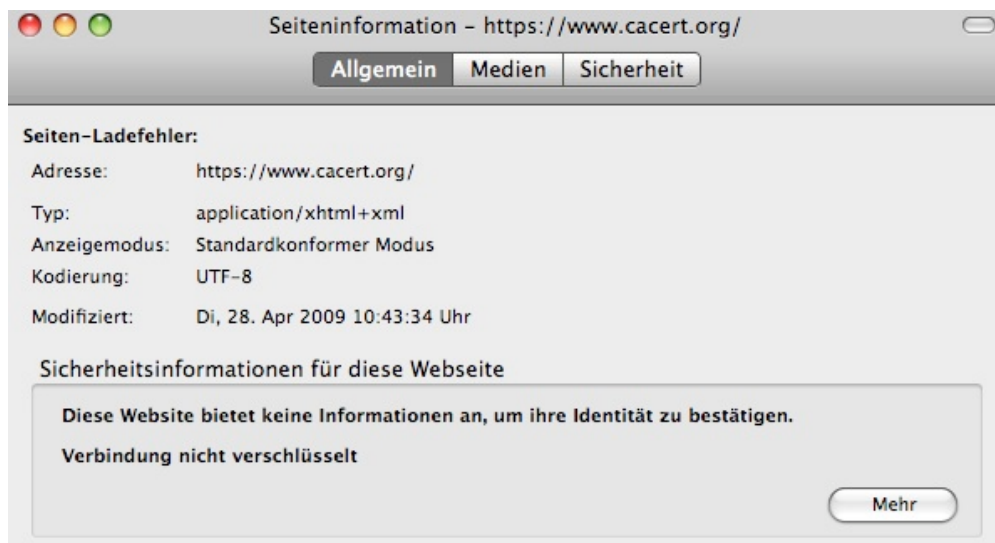 Seiteninformation – https://www.cacert.org/
Allgemein Medien Sicherheit
Seiten-Ladefehler:
Adresse: https://www.cacert.org/
Typ: application/xhtml+xml
Anzeigemodus: Standardkonformer Modus
Kodierung: UTF-8
Modifiziert: Di, 28. Apr 2009 10:43:34 Uhr
Sicherheitsinformationen für diese Webseite
Diese Website bietet keine Informationen an, um ihre Identität zu bestätigen.
Verbindung nicht verschlüsselt
Mehr